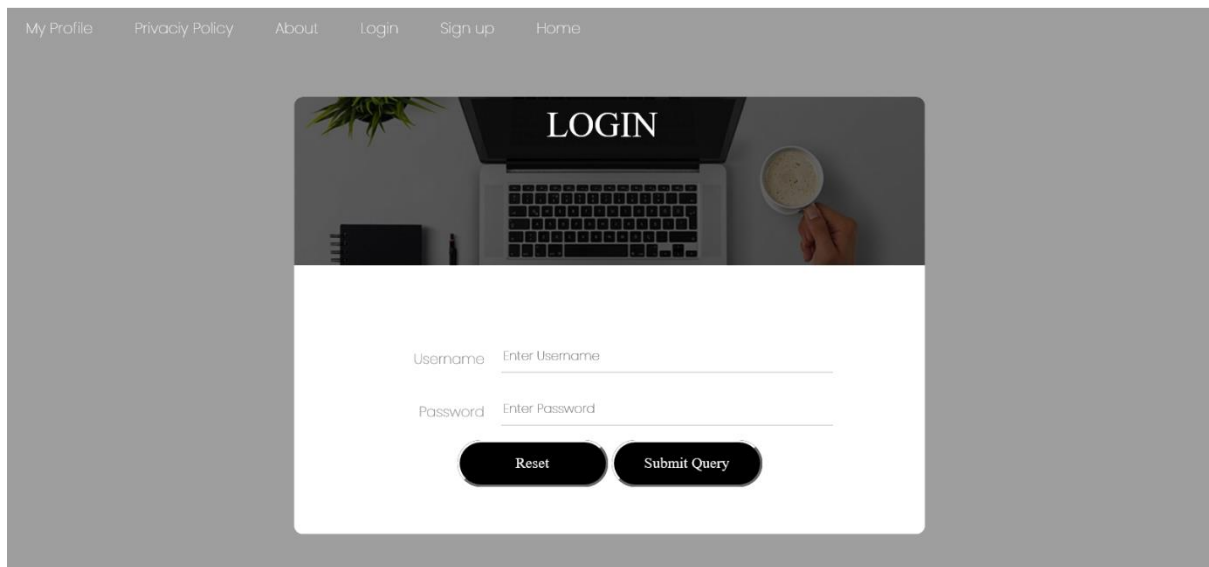 My Profile Privaciy Policy About Login Sign up Home
LOGIN
Username Enter Username
Password Enter Password
Reset Submit Query